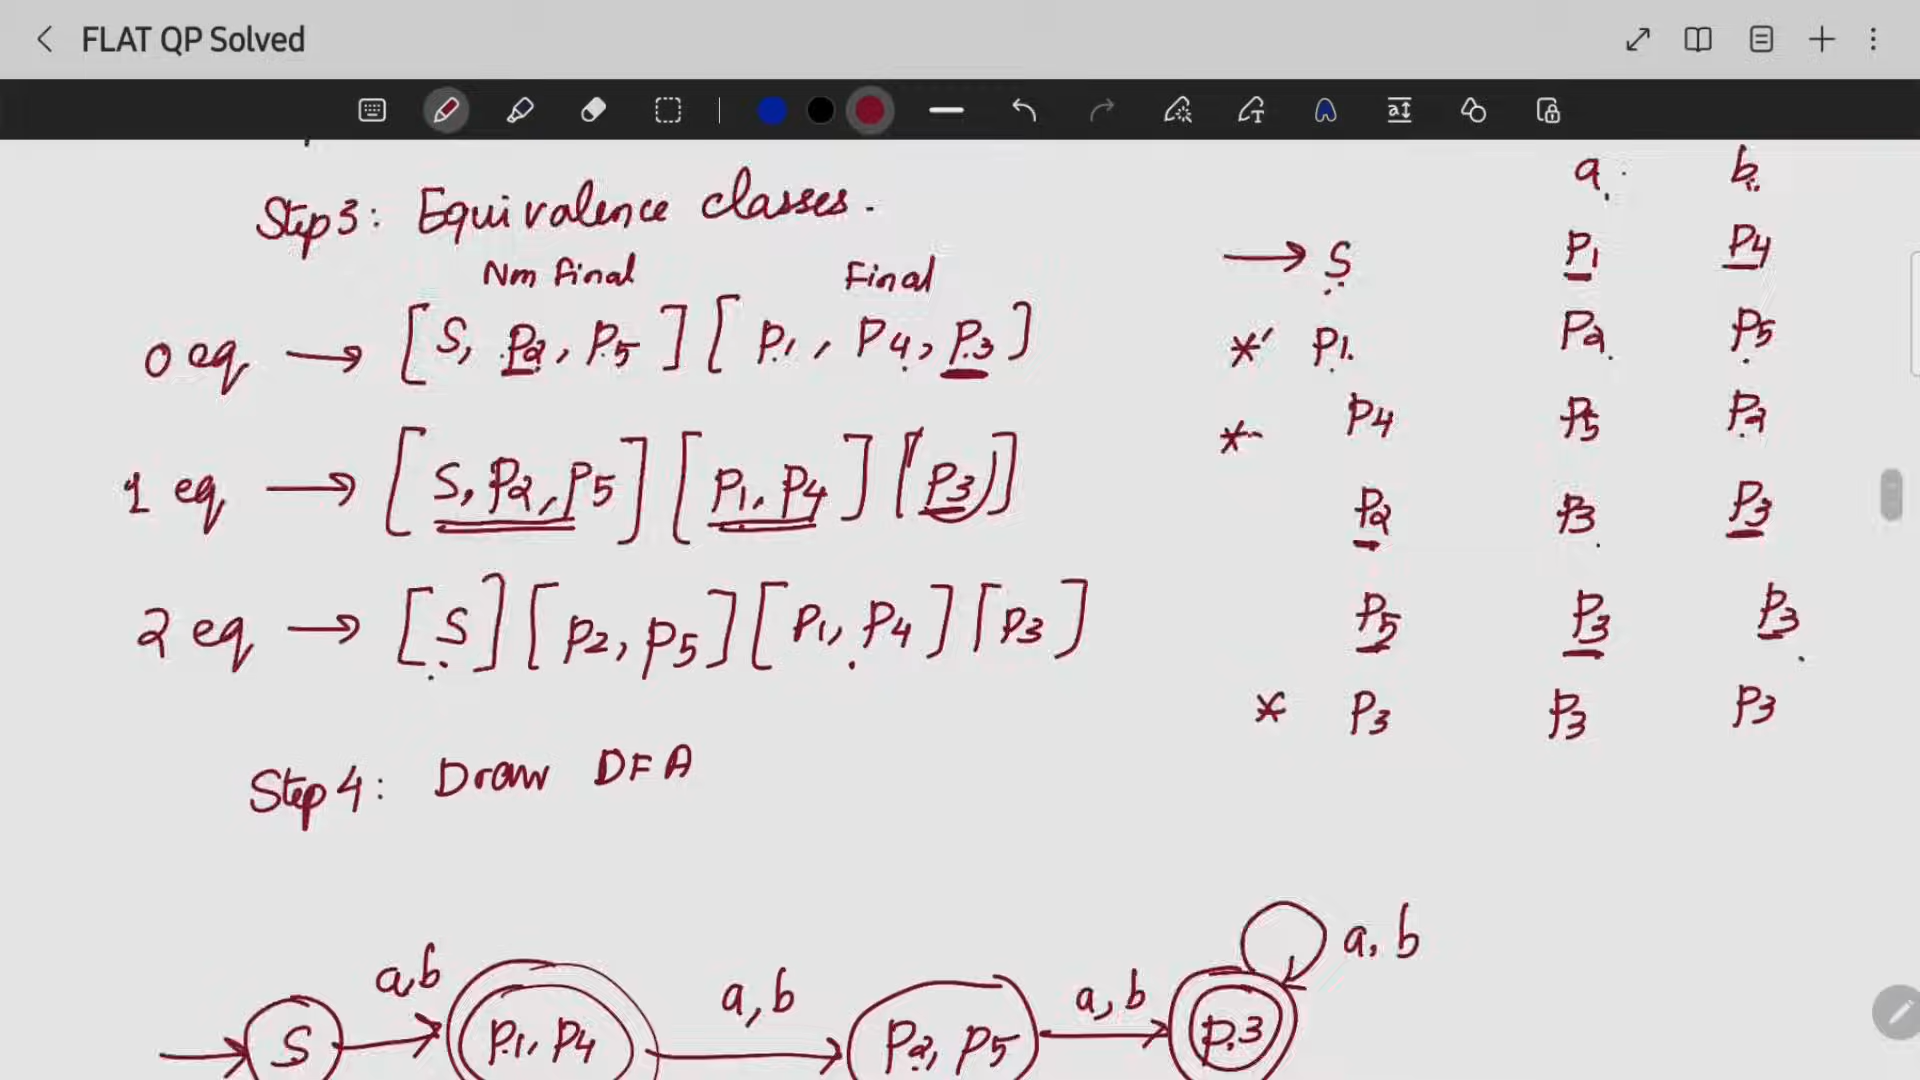 FLAT QP Solved
Step3: Equivalence classes.
Non final Final
0 eq → [S, P2, P5] [P1, P4, P3]
1 eq → [S, P2, P5] [P1, P4] [P3]
2 eq → [S] [P2, P5] [P1, P4] [P3]
a b
→ S P1 P4
* P1 P2 P5
* P4 P5 P2
P2 P3 P3
P5 P3 P3
* P3 P3 P3
Step 4: Draw DFA
a,b a,b a,b a,b
S P1, P4 P2, P5 P3